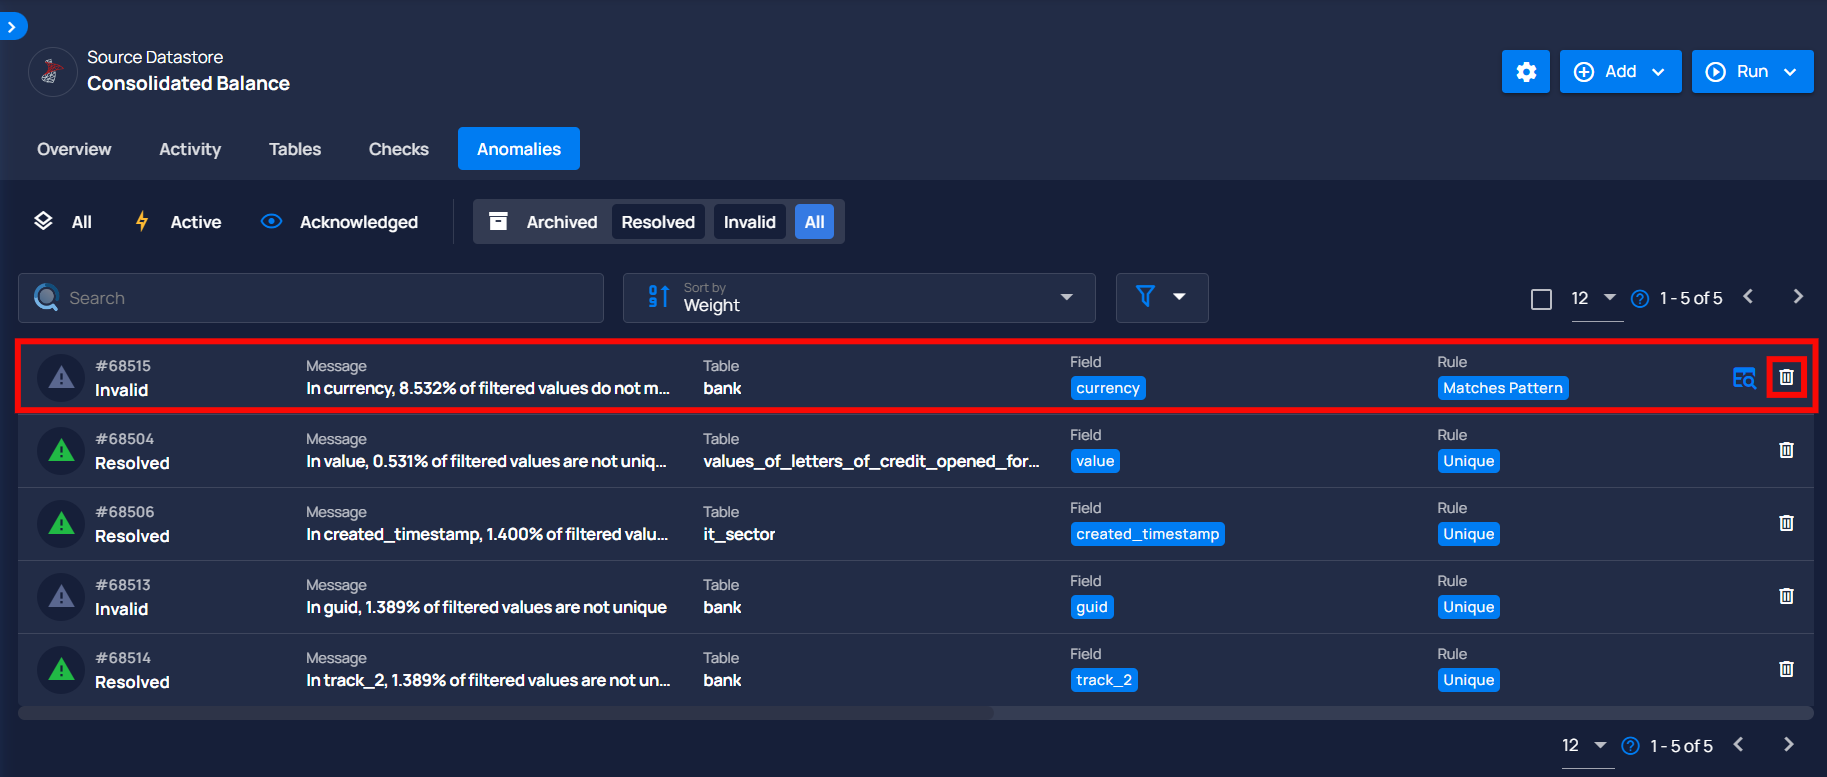 Source Datastore
Consolidated Balance
Add
Run
Overview Activity Tables Checks Anomalies
All Active Acknowledged Archived Resolved Invalid All
Search
Sort by
Weight
12 1 - 5 of 5
#68515 Message Table Field Rule
Invalid In currency, 8.532% of filtered values do not m... bank currency Matches Pattern
#68504 Message Table Field Rule
Resolved In value, 0.531% of filtered values are not uniq... values_of_letters_of_credit_opened_for... value Unique
#68506 Message Table Field Rule
Resolved In created_timestamp, 1.400% of filtered valu... it_sector created_timestamp Unique
#68513 Message Table Field Rule
Invalid In guid, 1.389% of filtered values are not unique bank guid Unique
#68514 Message Table Field Rule
Resolved In track_2, 1.389% of filtered values are not un... bank track_2 Unique
12 1 - 5 of 5